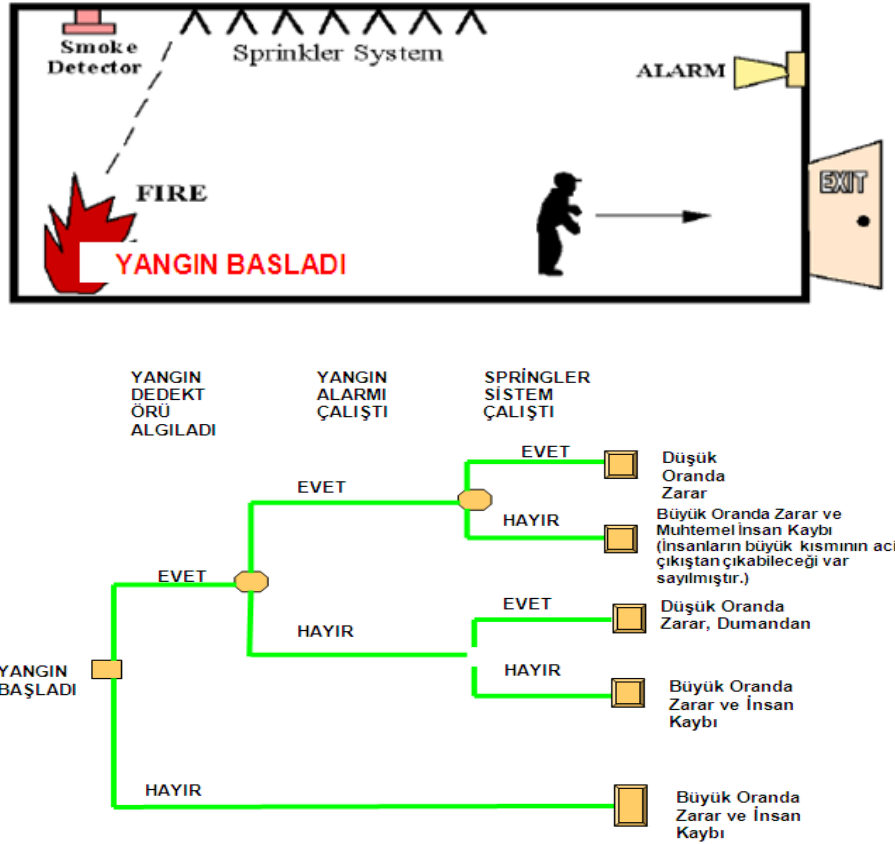 Smoke
Detector
Sprinkler System
ALARM
FIRE
EXIT
YANGIN BASLADI
YANGIN
DEDEKT
ÖRÜ
ALGILADI
YANGIN
ALARMI
ÇALIŞTI
SPRİNGLER
SİSTEM
ÇALIŞTI
EVET
Düşük
Oranda
Zarar
EVET
HAYIR
Büyük Oranda Zarar ve
Muhtemel İnsan Kaybı
(İnsanların büyük kısmının aci
çıkıştan çıkabileceği var
sayılmıştır.)
EVET
EVET
Düşük Oranda
Zarar, Dumandan
HAYIR
HAYIR
Büyük Oranda
Zarar ve İnsan
Kaybı
YANGIN
BAŞLADI
HAYIR
Büyük Oranda
Zarar ve İnsan
Kaybı